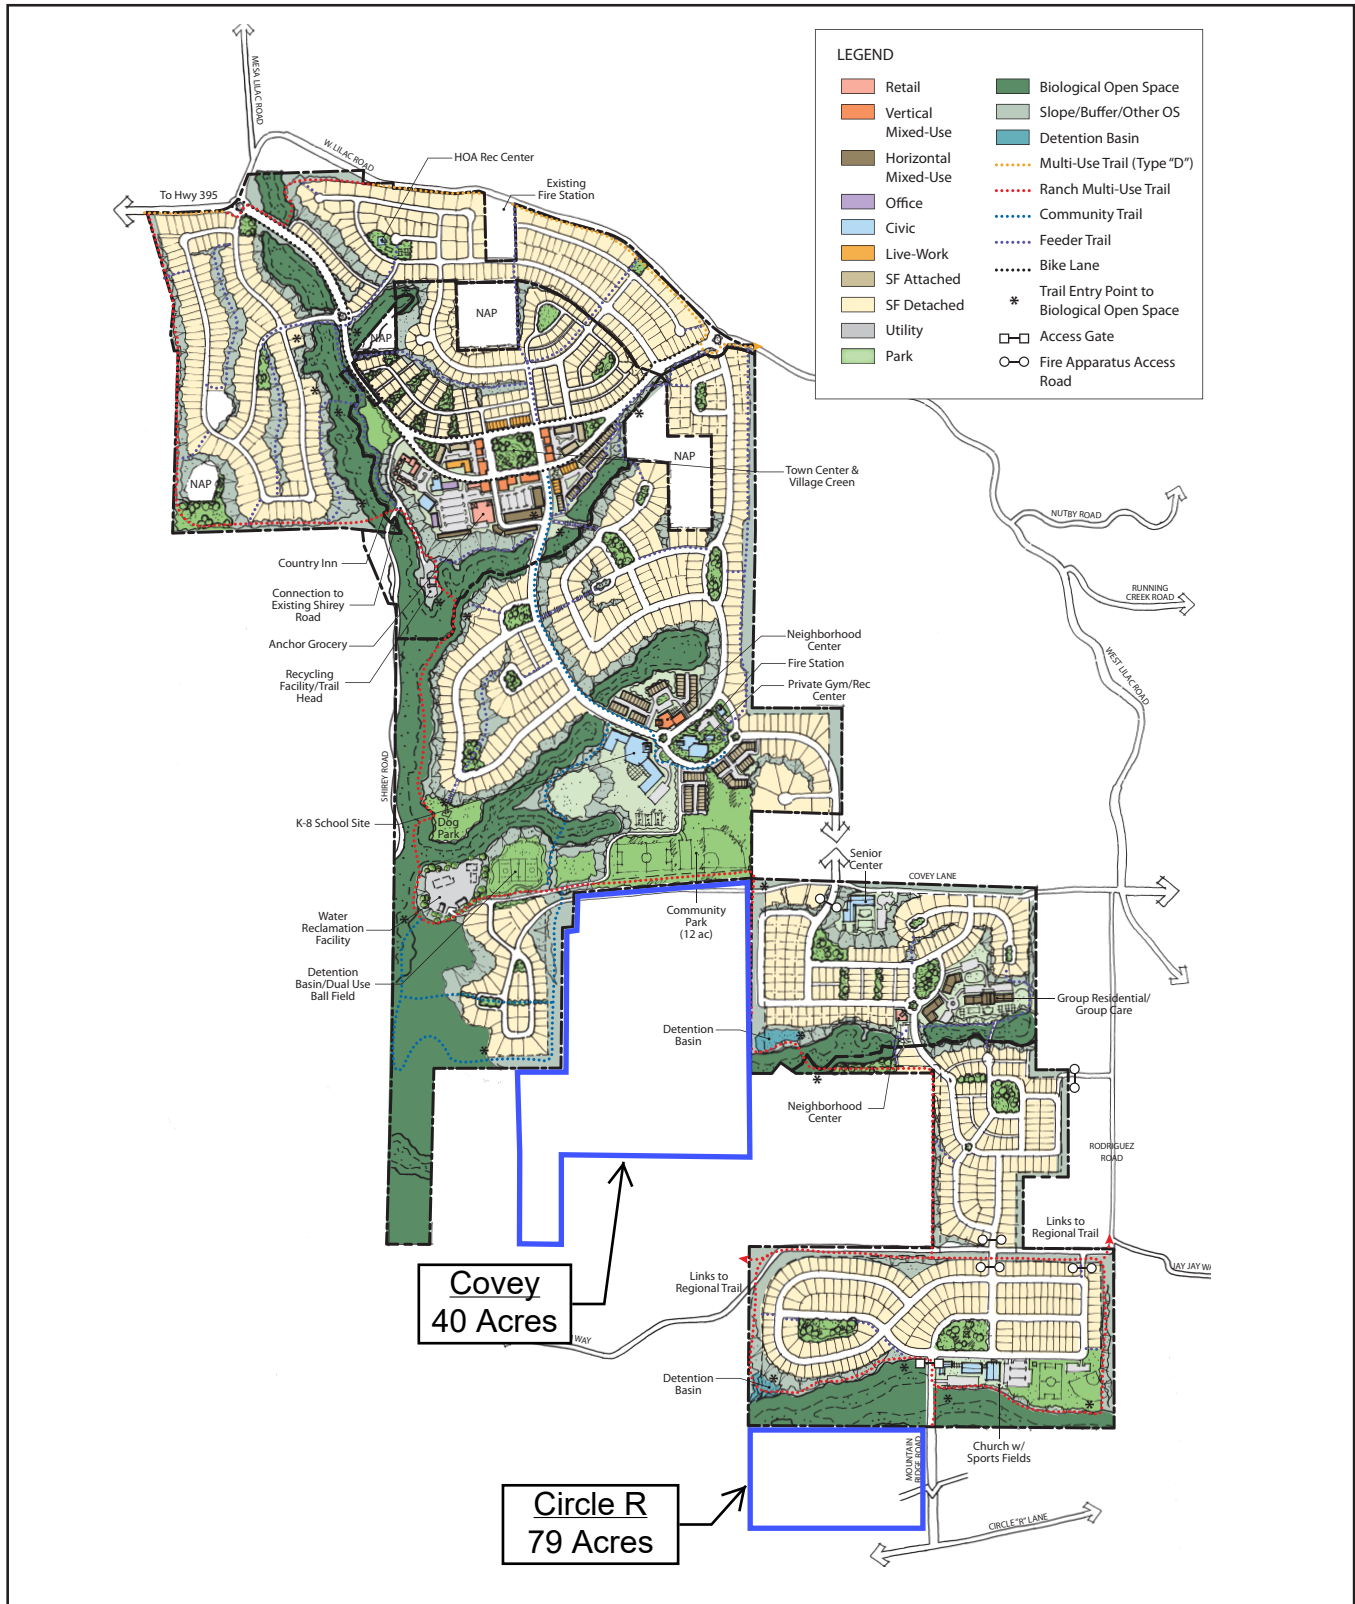 LEGEND
Retail
Vertical
Mixed-Use
Horizontal
Mixed-Use
Office
Civic
Live-Work
SF Attached
SF Detached
Utility
Park
Biological Open Space
Slope/Buffer/Other OS
Detention Basin
Multi-Use Trail (Type "D")
Ranch Multi-Use Trail
Community Trail
Feeder Trail
Bike Lane
Trail Entry Point to
Biological Open Space
Access Gate
Fire Apparatus Access
Road
MESA LILAC ROAD
W. LILAC ROAD
HOA Rec Center
Existing
Fire Station
To Hwy 395
NAP
NAP
NAP
NAP
Town Center &
Village Creen
NUTBY ROAD
RUNNING
CREEK ROAD
WEST LILAC ROAD
Country Inn
Connection to
Existing Shirey
Road
Anchor Grocery
Recycling
Facility/Trail
Head
Neighborhood
Center
Fire Station
Private Gym/Rec
Center
SHIREY ROAD
K-8 School Site
Dog
Park
Senior
Center
COVEY LANE
Water
Reclamation
Facility
Community
Park
(12 ac)
Detention
Basin/Dual Use
Ball Field
Group Residential/
Group Care
Detention
Basin
Neighborhood
Center
RODRIGUEZ
ROAD
Links to
Regional Trail
JAY JAY WA
Links to
Regional Trail
Covey
40 Acres
WAY
Detention
Basin
Church w/
Sports Fields
MOUNTAIN
RIDGE ROAD
Circle R
79 Acres
CIRCLE "R" LANE